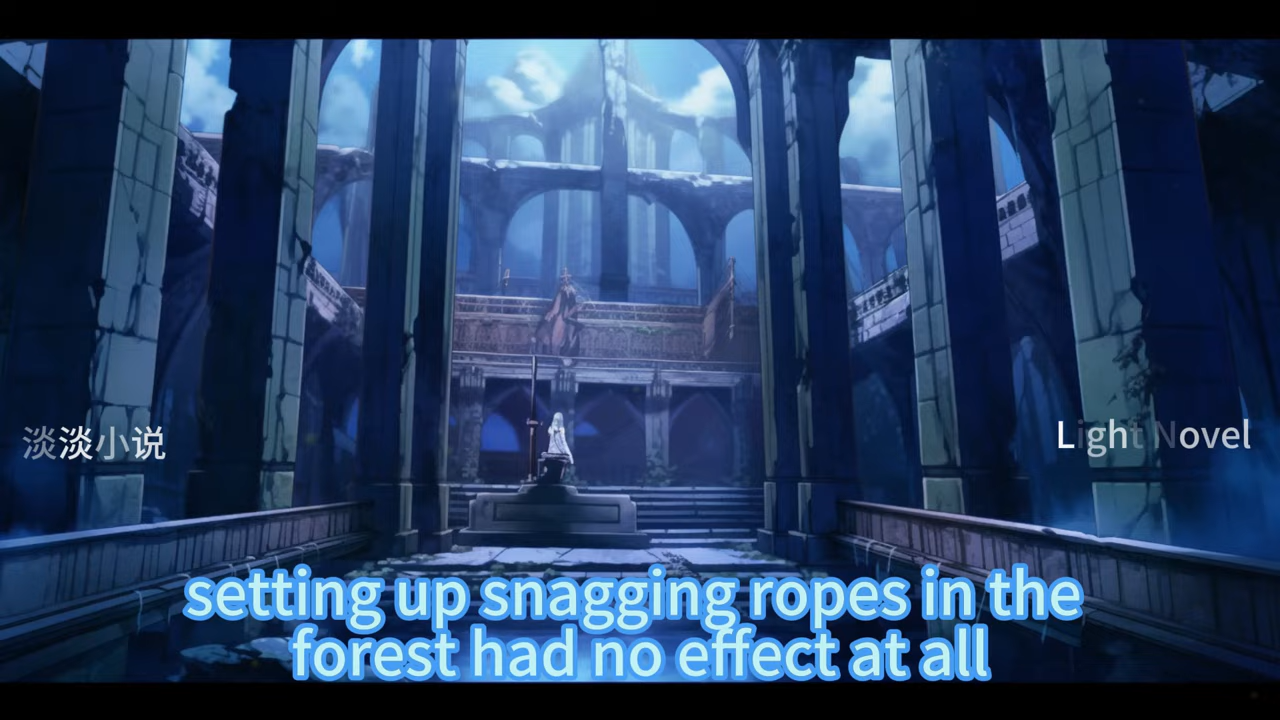 淡淡小说
Light Novel
setting up snagging ropes in the
forest had no effect at all